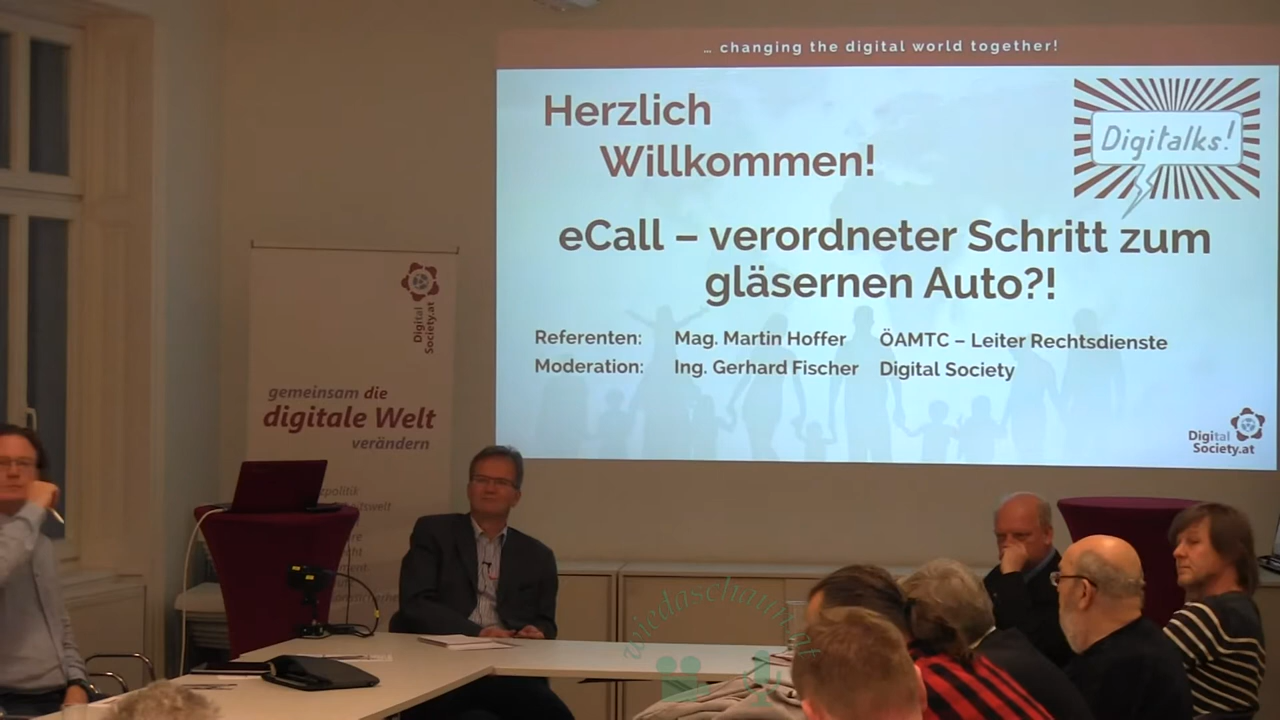 … changing the digital world together!
Herzlich
Willkommen!
Digitalks!
eCall – verordneter Schritt zum
gläsernen Auto?!
Referenten: Mag. Martin Hoffer ÖAMTC – Leiter Rechtsdienste
Moderation: Ing. Gerhard Fischer Digital Society
Digital
Society.at
Digital
Society.at
gemeinsam die
digitale Welt
verändern
wiedaschaun.at